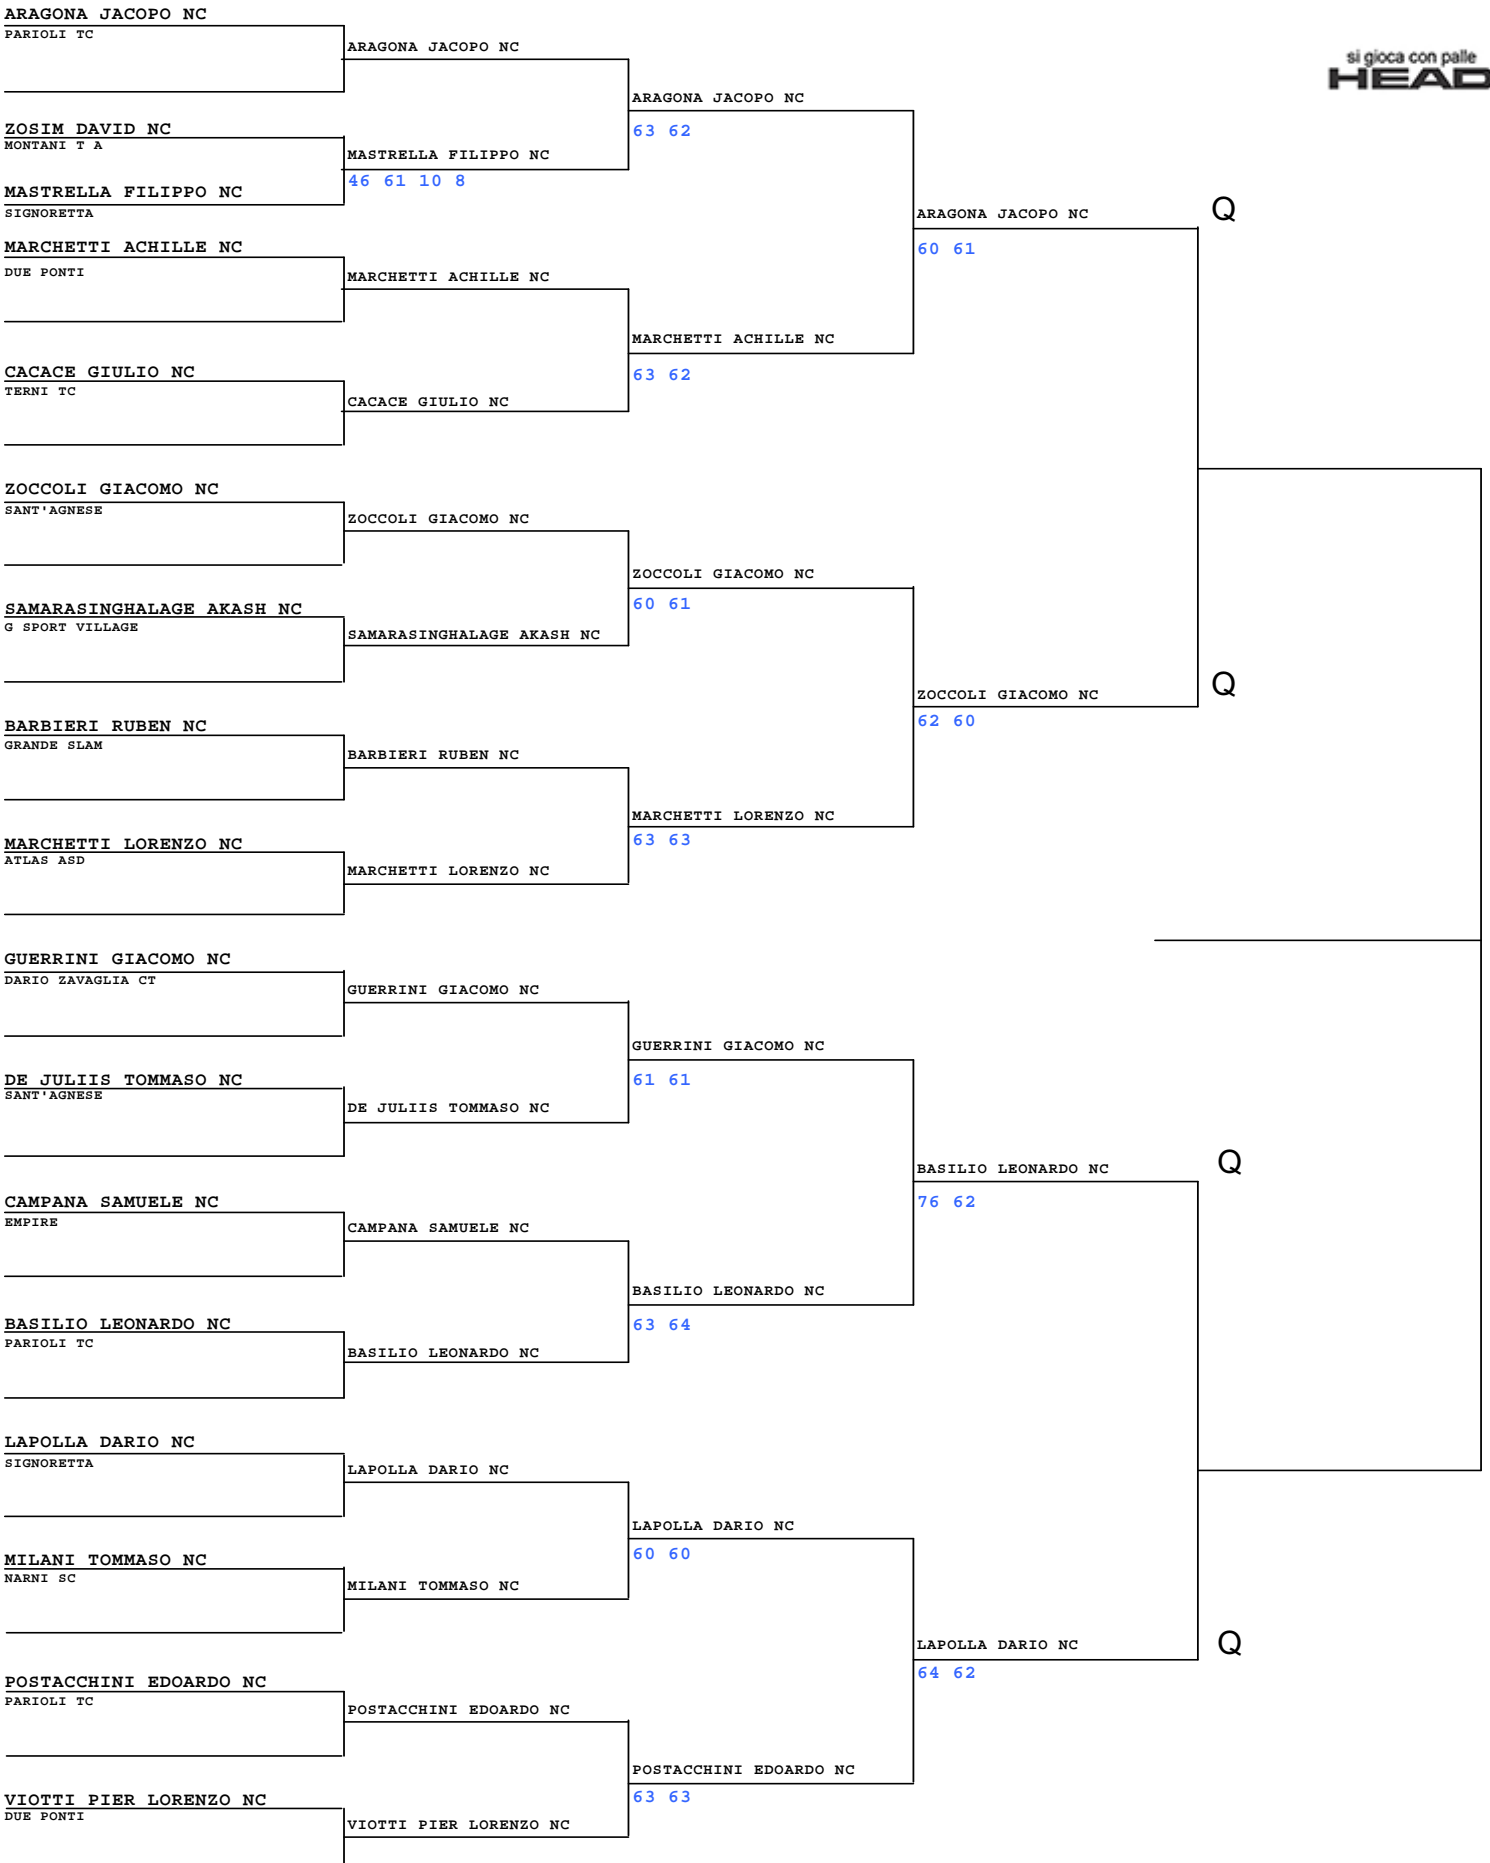 ARAGONA JACOPO NC
PARIOLI TC
ZOSIM DAVID NC
MONTANI T A
MASTRELLA FILIPPO NC
SIGNORETTA
MARCHETTI ACHILLE NC
DUE PONTI
CACACE GIULIO NC
TERNI TC
ZOCCOLI GIACOMO NC
SANT'AGNESE
SAMARASINGHALAGE AKASH NC
G SPORT VILLAGE
BARBIERI RUBEN NC
GRANDE SLAM
MARCHETTI LORENZO NC
ATLAS ASD
GUERRINI GIACOMO NC
DARIO ZAVAGLIA CT
DE JULIIS TOMMASO NC
SANT'AGNESE
CAMPANA SAMUELE NC
EMPIRE
BASILIO LEONARDO NC
PARIOLI TC
LAPOLLA DARIO NC
SIGNORETTA
MILANI TOMMASO NC
NARNI SC
POSTACCHINI EDOARDO NC
PARIOLI TC
VIOTTI PIER LORENZO NC
DUE PONTI
ARAGONA JACOPO NC
MASTRELLA FILIPPO NC
46 61 10 8
MARCHETTI ACHILLE NC
CACACE GIULIO NC
ZOCCOLI GIACOMO NC
SAMARASINGHALAGE AKASH NC
BARBIERI RUBEN NC
MARCHETTI LORENZO NC
GUERRINI GIACOMO NC
DE JULIIS TOMMASO NC
CAMPANA SAMUELE NC
BASILIO LEONARDO NC
LAPOLLA DARIO NC
MILANI TOMMASO NC
POSTACCHINI EDOARDO NC
VIOTTI PIER LORENZO NC
ARAGONA JACOPO NC
63 62
MARCHETTI ACHILLE NC
63 62
ZOCCOLI GIACOMO NC
60 61
MARCHETTI LORENZO NC
63 63
GUERRINI GIACOMO NC
61 61
BASILIO LEONARDO NC
63 64
LAPOLLA DARIO NC
60 60
POSTACCHINI EDOARDO NC
63 63
ARAGONA JACOPO NC
60 61
ZOCCOLI GIACOMO NC
62 60
BASILIO LEONARDO NC
76 62
LAPOLLA DARIO NC
64 62
Q
Q
Q
Q
si gioca con palle
HEAD